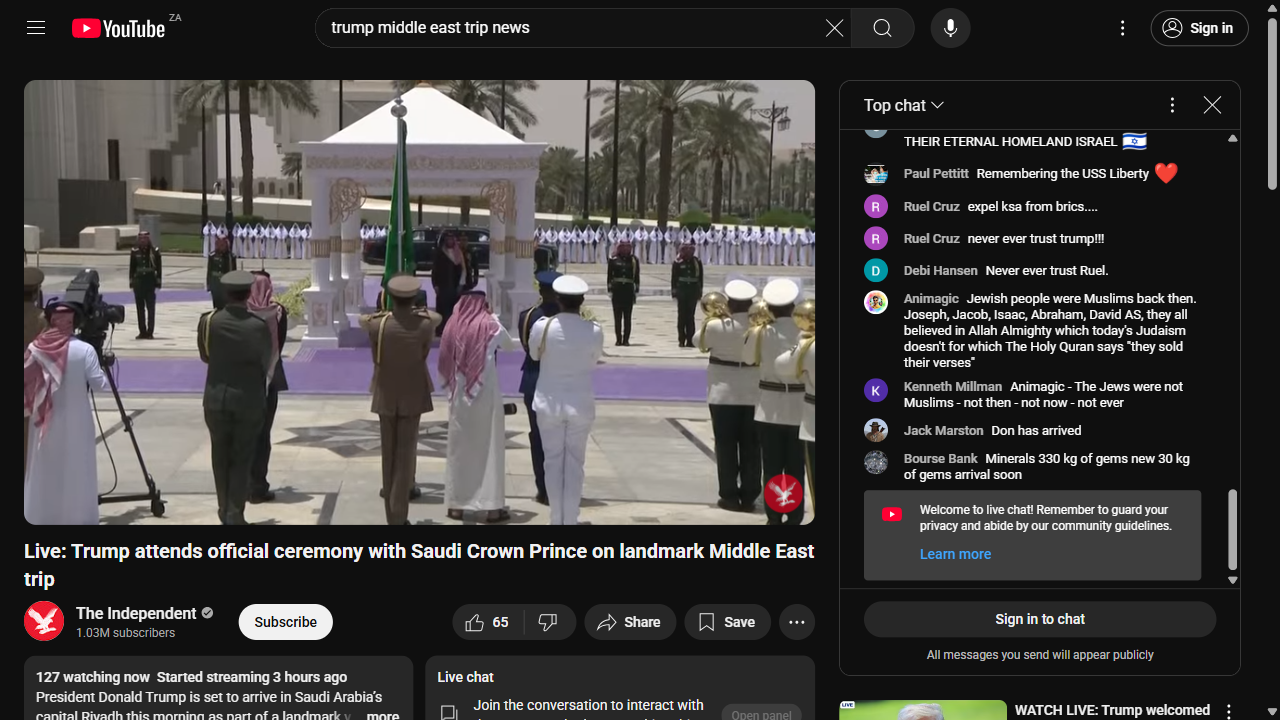 YouTube ZA
trump middle east trip news
Sign in
Live: Trump attends official ceremony with Saudi Crown Prince on landmark Middle East
trip
The Independent
1.03M subscribers
Subscribe
65
Share
Save
127 watching now Started streaming 3 hours ago
President Donald Trump is set to arrive in Saudi Arabia's
capital Riyadh this morning as part of a landmark
...more
Live chat
Join the conversation to interact with
Open panel
Top chat
THEIR ETERNAL HOMELAND ISRAEL 🇮🇱
Paul Pettitt Remembering the USS Liberty ❤️
Ruel Cruz expel ksa from brics....
Ruel Cruz never ever trust trump!!!
Debi Hansen Never ever trust Ruel.
Animagic Jewish people were Muslims back then.
Joseph, Jacob, Isaac, Abraham, David AS, they all
believed in Allah Almighty which today's Judaism
doesn't for which The Holy Quran says "they sold
their verses"
Kenneth Millman Animagic - The Jews were not
Muslims - not then - not now - not ever
Jack Marston Don has arrived
Bourse Bank Minerals 330 kg of gems new 30 kg
of gems arrival soon
Welcome to live chat! Remember to guard your
privacy and abide by our community guidelines.
Learn more
Sign in to chat
All messages you send will appear publicly
LIVE
WATCH LIVE: Trump welcomed